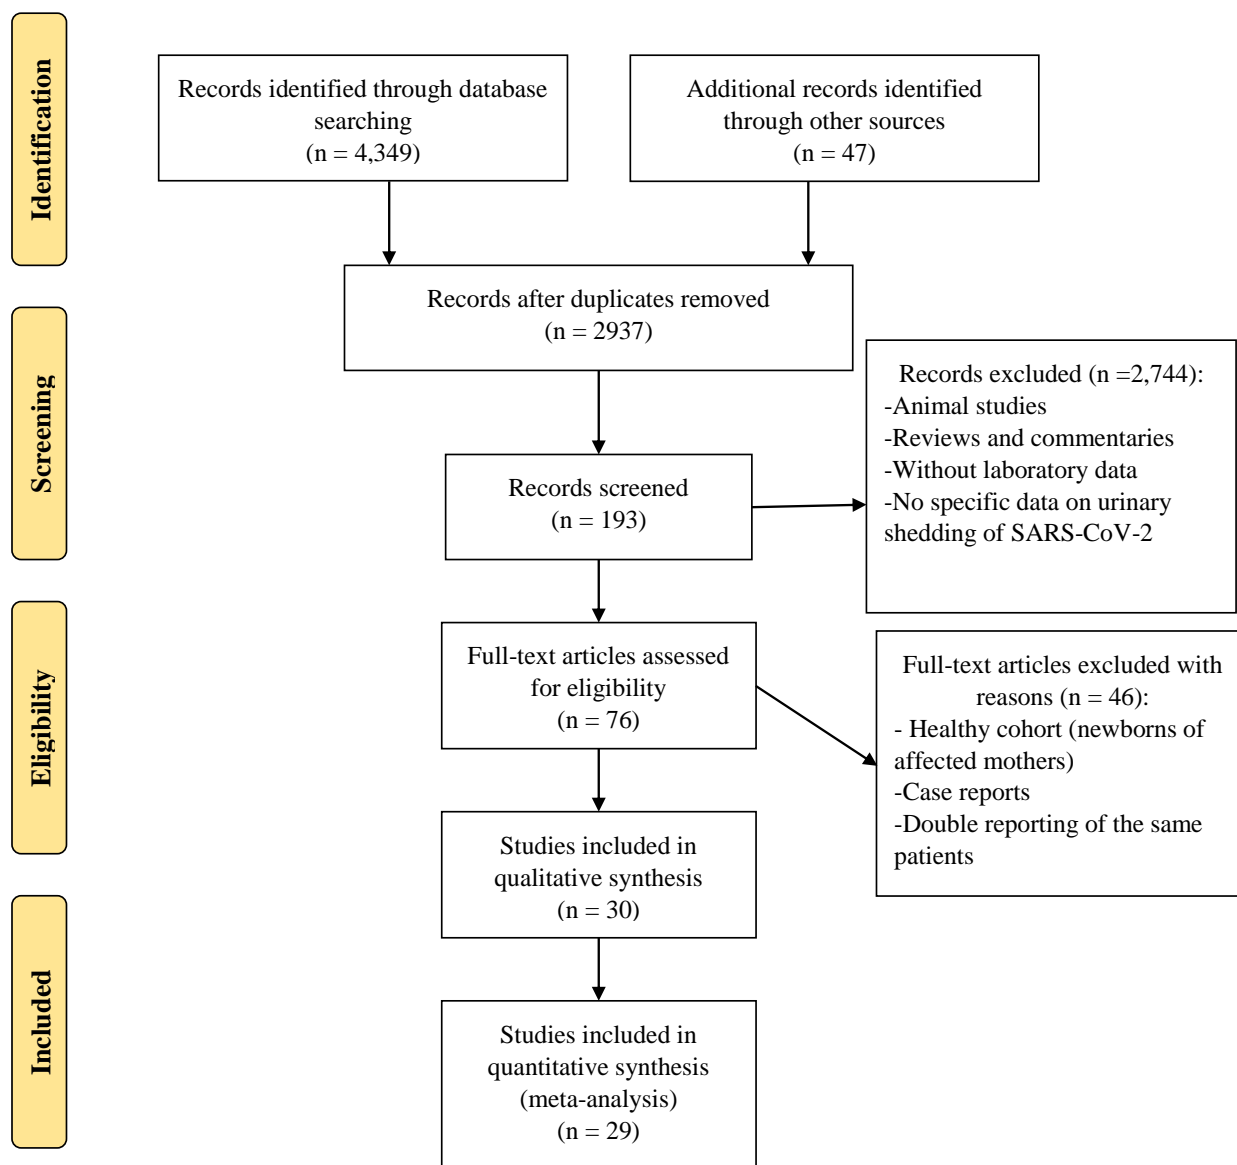 Identification
Records identified through database
searching
(n = 4,349)
Additional records identified
through other sources
(n = 47)
Records after duplicates removed
(n = 2937)
Screening
Records excluded (n =2,744):
-Animal studies
-Reviews and commentaries
-Without laboratory data
-No specific data on urinary
shedding of SARS-CoV-2
Records screened
(n = 193)
Eligibility
Full-text articles assessed
for eligibility
(n = 76)
Full-text articles excluded with
reasons (n = 46):
- Healthy cohort (newborns of
affected mothers)
-Case reports
-Double reporting of the same
patients
Studies included in
qualitative synthesis
(n = 30)
Included
Studies included in
quantitative synthesis
(meta-analysis)
(n = 29)